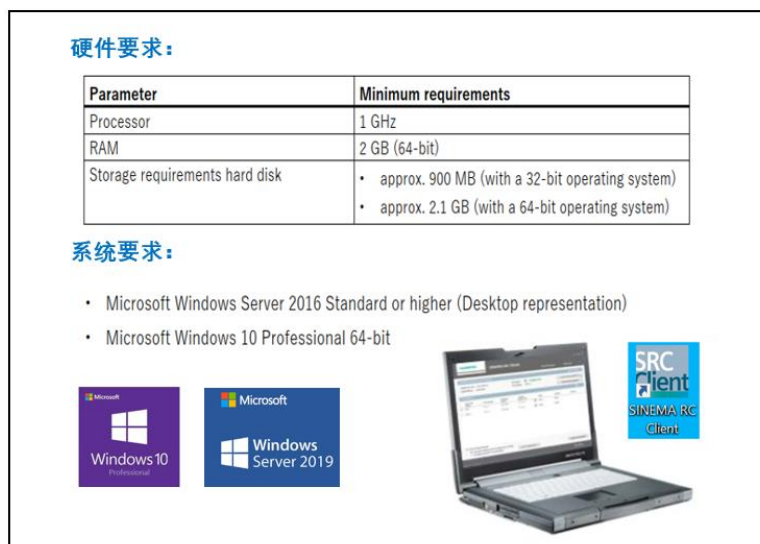 硬件要求：
Parameter Minimum requirements
Processor 1 GHz
RAM 2 GB (64-bit)
Storage requirements hard disk • approx. 900 MB (with a 32-bit operating system)
• approx. 2.1 GB (with a 64-bit operating system)
系统要求：
• Microsoft Windows Server 2016 Standard or higher (Desktop representation)
• Microsoft Windows 10 Professional 64-bit
Microsoft
Windows 10
Professional
Microsoft
Windows
Server 2019
SRC
Client
SINEMA RC
Client